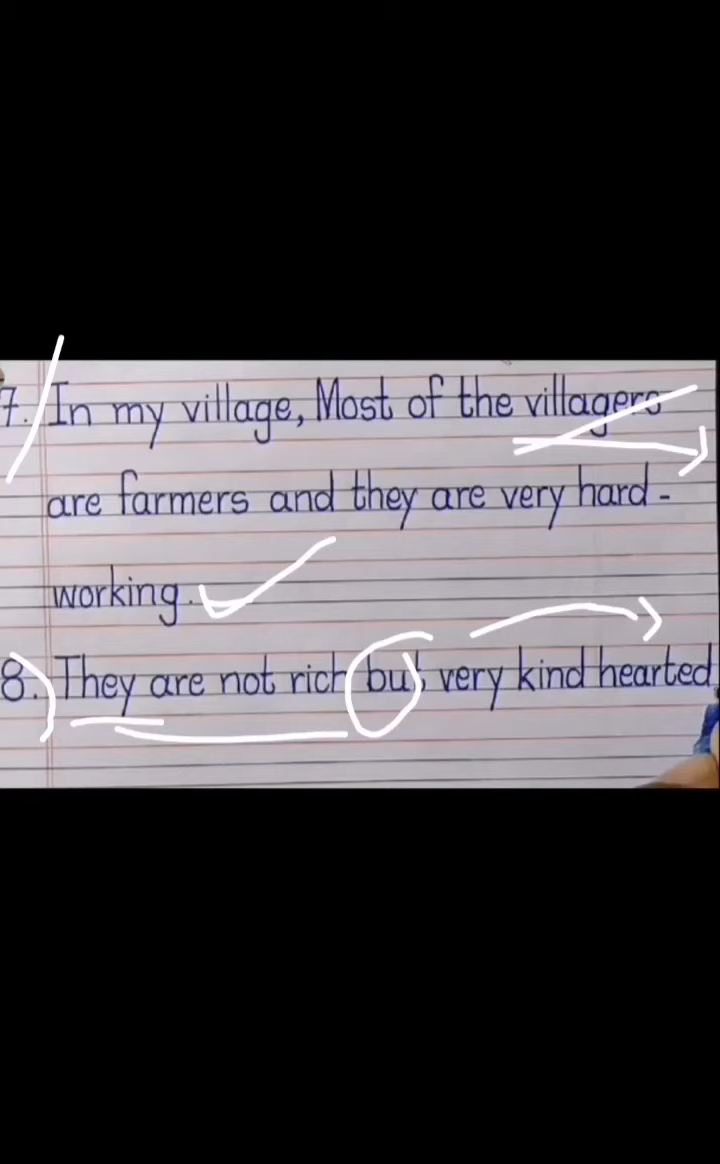 7. In my village, Most of the villagers
are farmers and they are very hard-
working.
8. They are not rich but very kind hearted